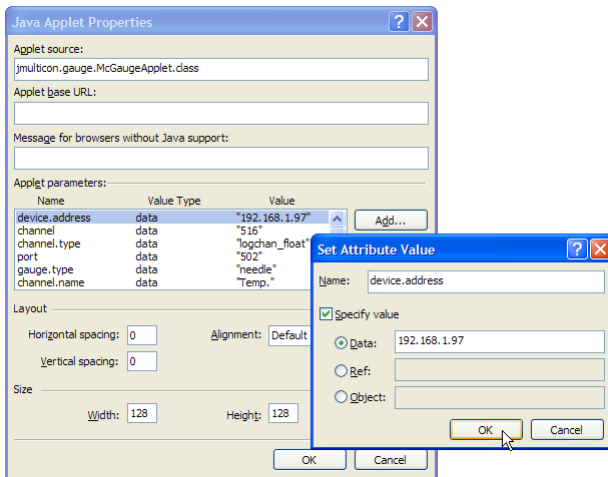 Java Applet Properties
Applet source:
jmulticon.gauge.McGaugeApplet.class
Applet base URL:
Message for browsers without Java support:
Applet parameters:
Name Value Type Value
device.address data "192.168.1.97"
channel data "516"
channel.type data "logchan_float"
port data "502"
gauge.type data "needle"
channel.name data "Temp."
Add...
Layout
Horizontal spacing: 0 Alignment: Default
Vertical spacing: 0
Size
Width: 128 Height: 128
OK Cancel
Set Attribute Value
Name: device.address
Specify value
Data: 192.168.1.97
Ref:
Object:
OK Cancel